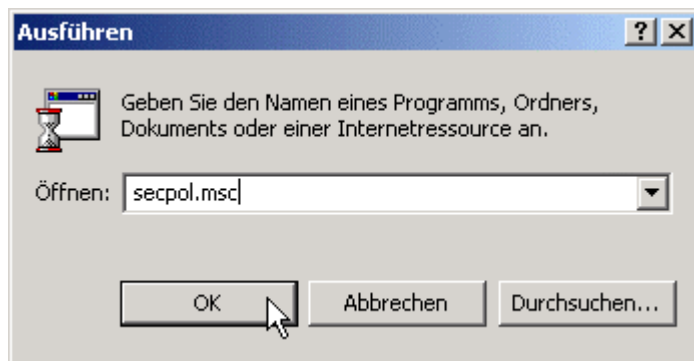 Ausführen
Geben Sie den Namen eines Programms, Ordners,
Dokuments oder einer Internetressource an.
Öffnen: secpol.msc
OK Abbrechen Durchsuchen...